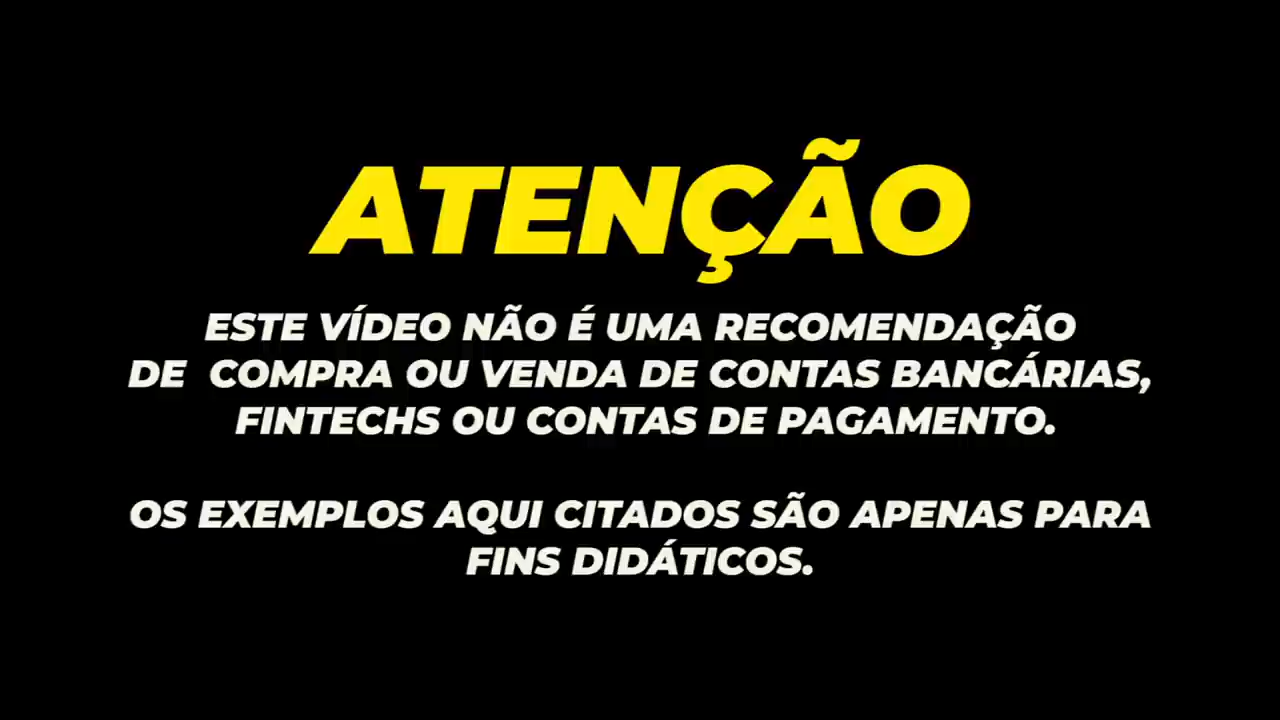 ATENÇÃO
ESTE VÍDEO NÃO É UMA RECOMENDAÇÃO
DE COMPRA OU VENDA DE CONTAS BANCÁRIAS,
FINTECHS OU CONTAS DE PAGAMENTO.
OS EXEMPLOS AQUI CITADOS SÃO APENAS PARA
FINS DIDÁTICOS.